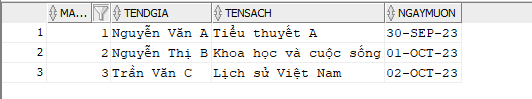 MA... TENDGIA TENSACH NGAYMUON
1 1 Nguyễn Văn A Tiểu thuyết A 30-SEP-23
2 2 Nguyễn Thị B Khoa học và cuộc sống 01-OCT-23
3 3 Trần Văn C Lịch sử Việt Nam 02-OCT-23